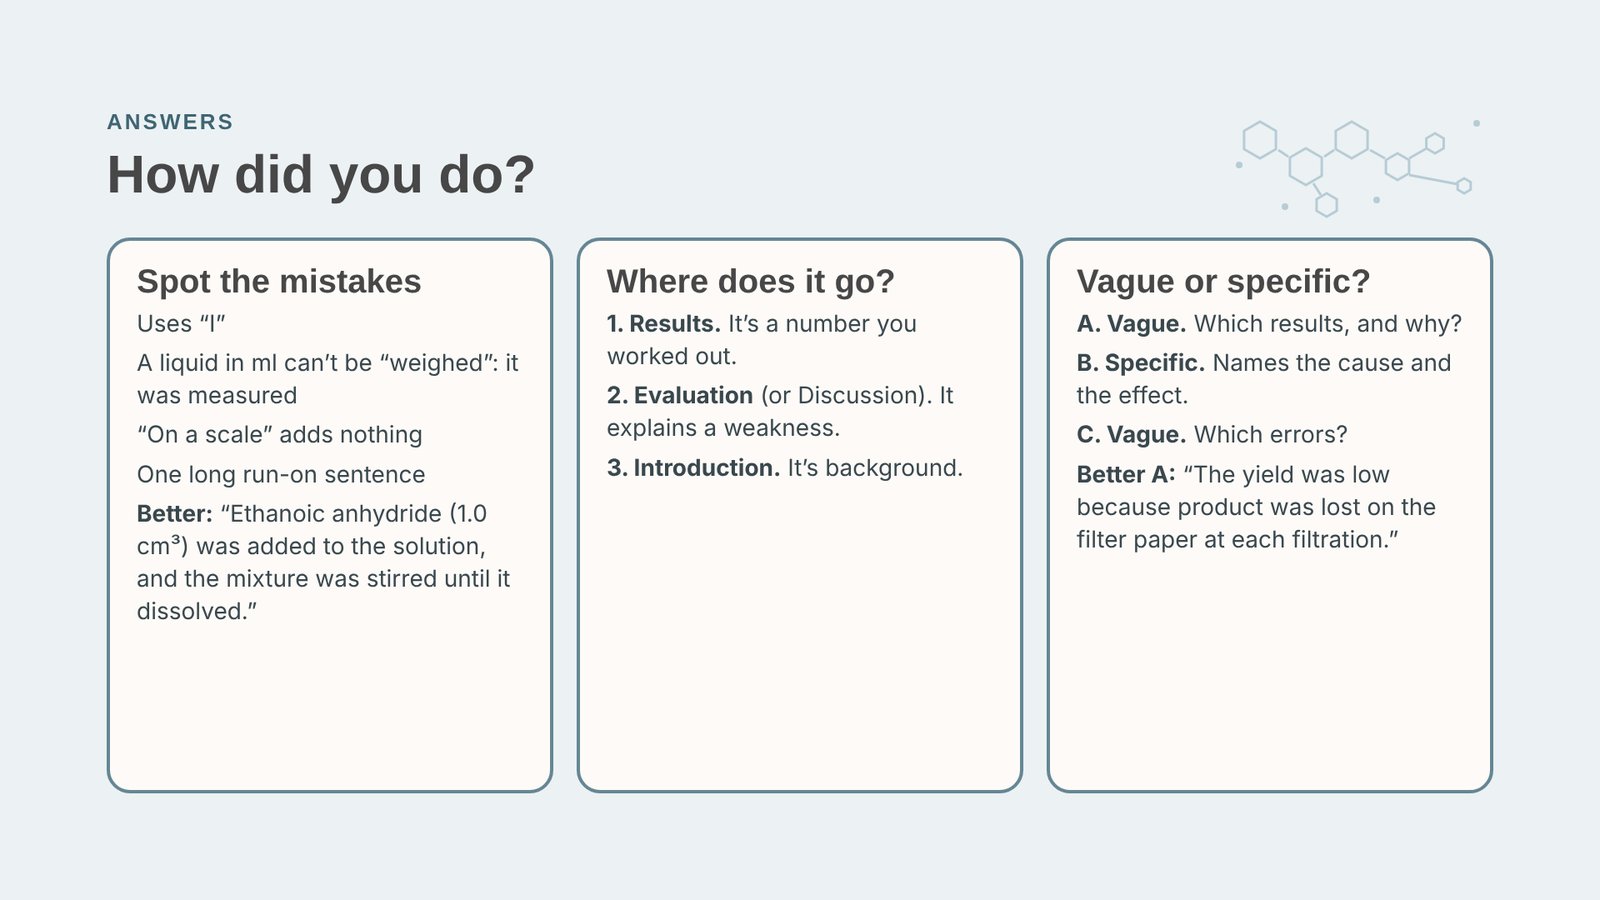 ANSWERS
How did you do?
Spot the mistakes
Uses “I”
A liquid in ml can’t be “weighed”: it
was measured
“On a scale” adds nothing
One long run-on sentence
Better: “Ethanoic anhydride (1.0
cm³) was added to the solution,
and the mixture was stirred until it
dissolved.”
Where does it go?
1. Results. It’s a number you
worked out.
2. Evaluation (or Discussion). It
explains a weakness.
3. Introduction. It’s background.
Vague or specific?
A. Vague. Which results, and why?
B. Specific. Names the cause and
the effect.
C. Vague. Which errors?
Better A: “The yield was low
because product was lost on the
filter paper at each filtration.”